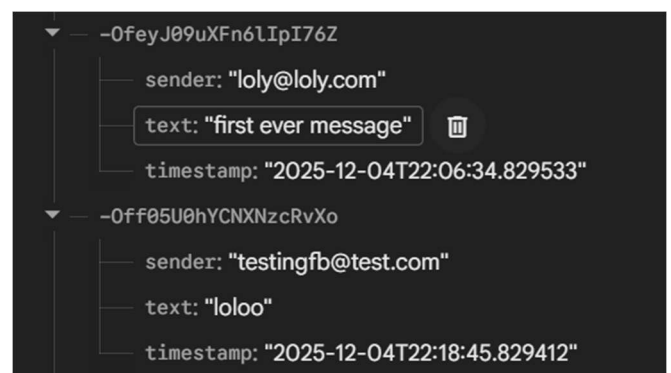 -OfeyJ09uXFn6lIpI76Z
sender: "loly@loly.com"
text: "first ever message"
timestamp: "2025-12-04T22:06:34.829533"
-Off05U0hYCNXNzcRvXo
sender: "testingfb@test.com"
text: "loloo"
timestamp: "2025-12-04T22:18:45.829412"